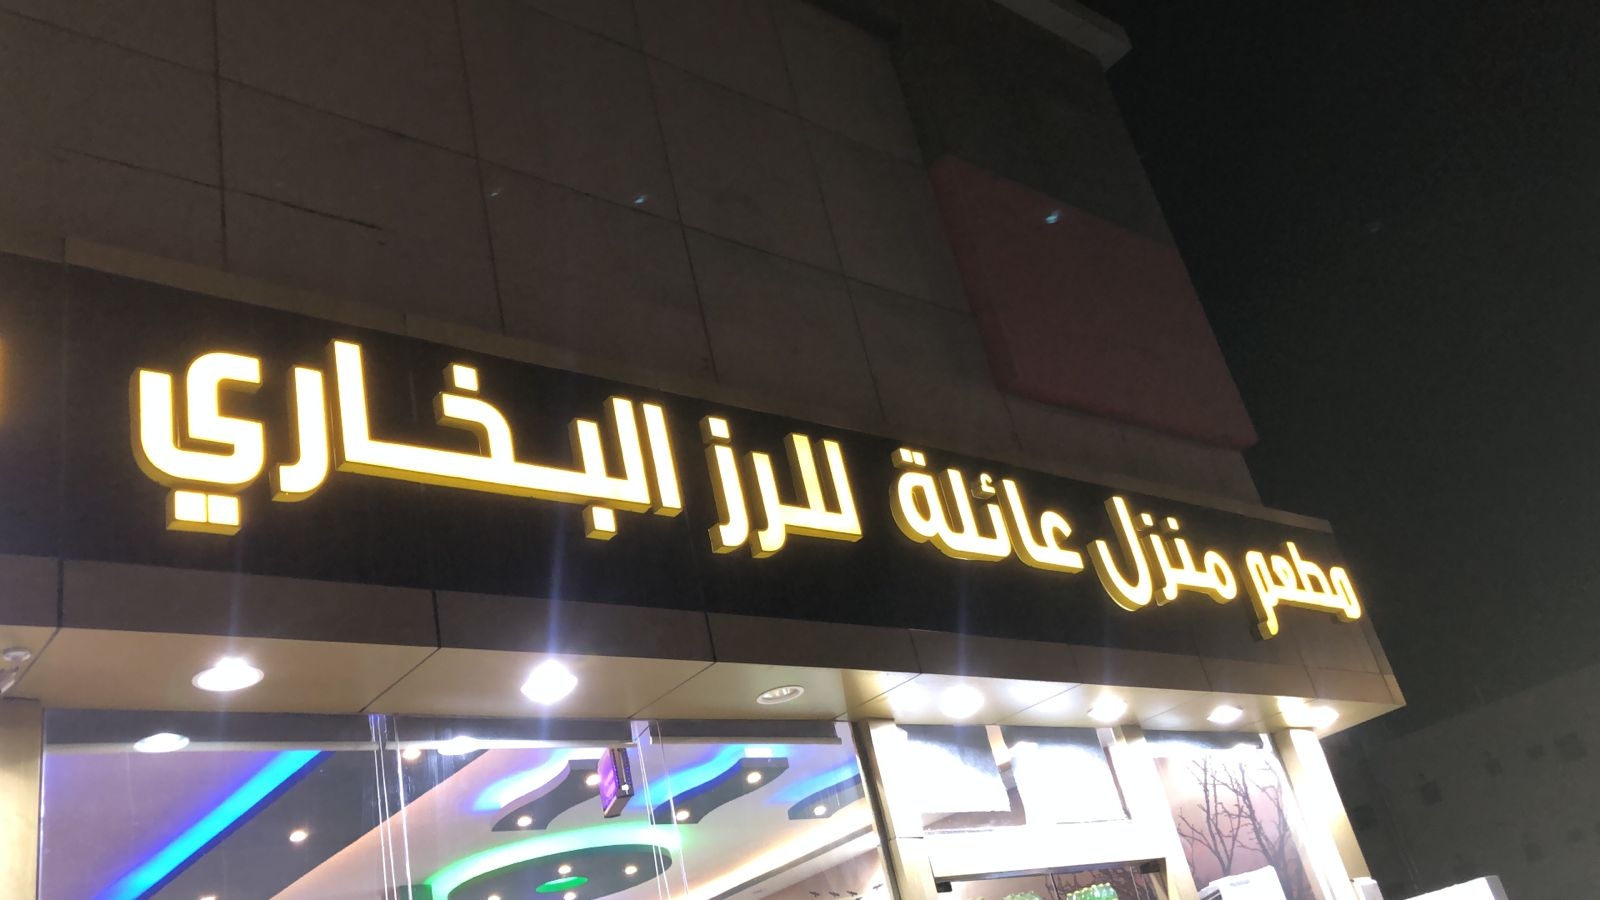 مطعم منزل عائلة للرز البخاري